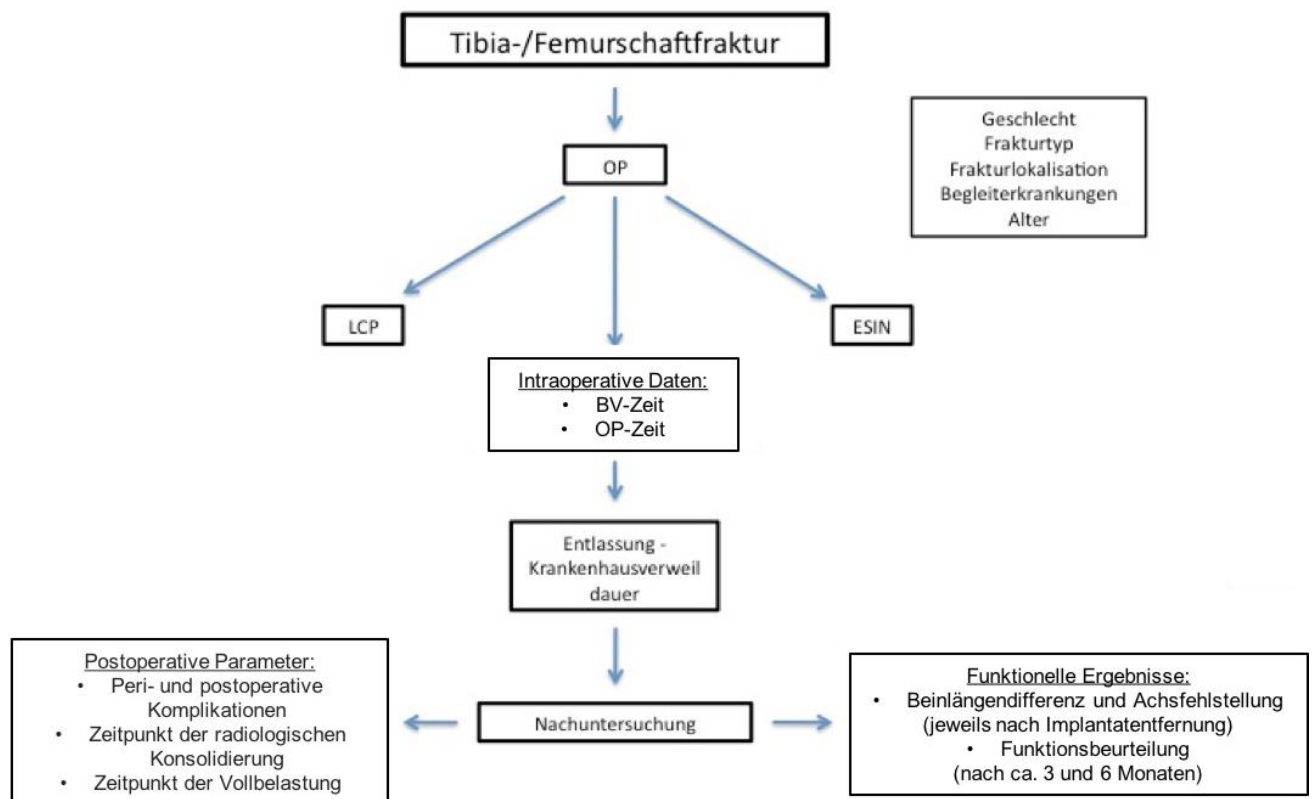 Tibia-/Femurschaftfraktur
Geschlecht
Frakturtyp
Frakturlokalisation
Begleiterkrankungen
Alter
OP
LCP
ESIN
Intraoperative Daten:
• BV-Zeit
• OP-Zeit
Entlassung -
Krankenhausverweil
dauer
Postoperative Parameter:
• Peri- und postoperative
Komplikationen
• Zeitpunkt der radiologischen
Konsolidierung
• Zeitpunkt der Vollbelastung
Nachuntersuchung
Funktionelle Ergebnisse:
• Beinlängendifferenz und Achsfehlstellung
(jeweils nach Implantatentfernung)
• Funktionsbeurteilung
(nach ca. 3 und 6 Monaten)